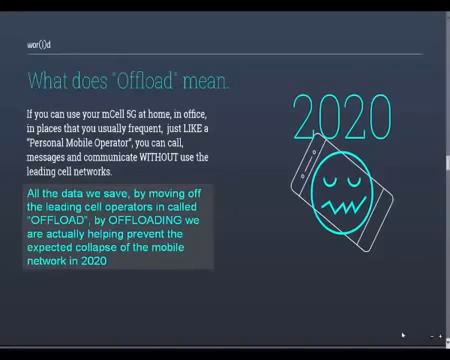 wor(i)d
What does "Offload" mean.
If you can use your mCell 5G at home, in office,
in places that you usually frequent, just LIKE a
"Personal Mobile Operator", you can call,
messages and communicate WITHOUT use the
leading cell networks.
All the data we save, by moving off
the leading cell operators in called
"OFFLOAD", by OFFLOADING we
are actually helping prevent the
expected collapse of the mobile
network in 2020
2020